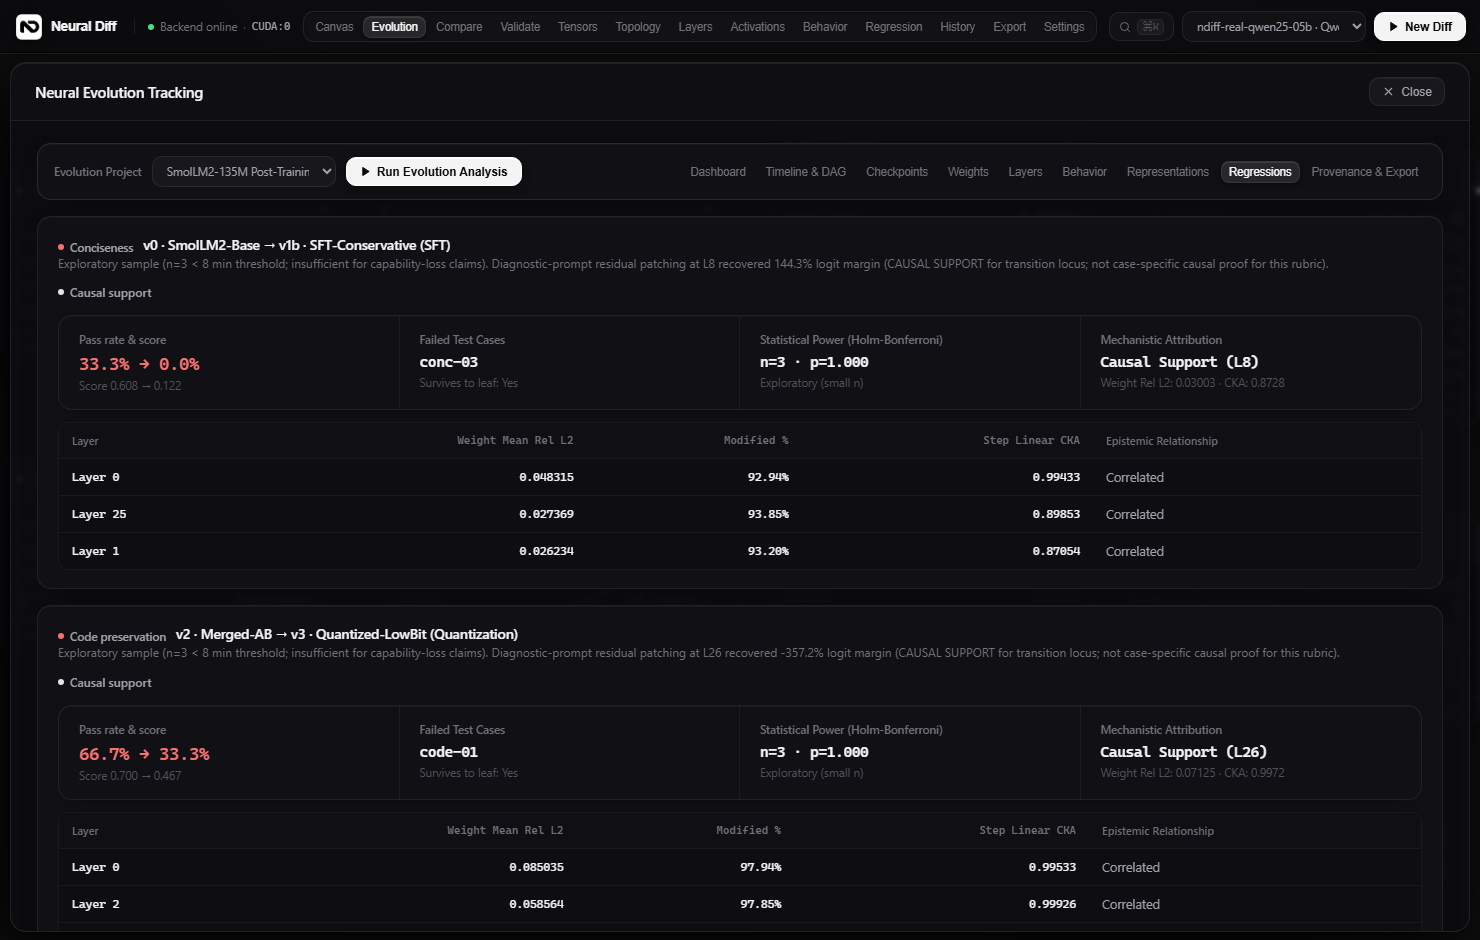 Neural Diff
Backend online · CUDA:0
Canvas Evolution Compare Validate Tensors Topology Layers Activations Behavior Regression History Export Settings
⌘K
ndiff-real-qwen25-05b · Qw
New Diff
Neural Evolution Tracking
Close
Evolution Project SmolLM2-135M Post-Trainin Run Evolution Analysis
Dashboard Timeline & DAG Checkpoints Weights Layers Behavior Representations Regressions Provenance & Export
Conciseness v0 · SmolLM2-Base → v1b · SFT-Conservative (SFT)
Exploratory sample (n=3 < 8 min threshold; insufficient for capability-loss claims). Diagnostic-prompt residual patching at L8 recovered 144.3% logit margin (CAUSAL SUPPORT for transition locus; not case-specific causal proof for this rubric).
Causal support
Pass rate & score
33.3% → 0.0%
Score 0.608 → 0.122
Failed Test Cases
conc-03
Survives to leaf: Yes
Statistical Power (Holm-Bonferroni)
n=3 · p=1.000
Exploratory (small n)
Mechanistic Attribution
Causal Support (L8)
Weight Rel L2: 0.03003 · CKA: 0.8728
Layer Weight Mean Rel L2 Modified % Step Linear CKA Epistemic Relationship
Layer 0 0.048315 92.94% 0.99433 Correlated
Layer 25 0.027369 93.85% 0.89853 Correlated
Layer 1 0.026234 93.20% 0.87054 Correlated
Code preservation v2 · Merged-AB → v3 · Quantized-LowBit (Quantization)
Exploratory sample (n=3 < 8 min threshold; insufficient for capability-loss claims). Diagnostic-prompt residual patching at L26 recovered -357.2% logit margin (CAUSAL SUPPORT for transition locus; not case-specific causal proof for this rubric).
Causal support
Pass rate & score
66.7% → 33.3%
Score 0.700 → 0.467
Failed Test Cases
code-01
Survives to leaf: Yes
Statistical Power (Holm-Bonferroni)
n=3 · p=1.000
Exploratory (small n)
Mechanistic Attribution
Causal Support (L26)
Weight Rel L2: 0.07125 · CKA: 0.9972
Layer Weight Mean Rel L2 Modified % Step Linear CKA Epistemic Relationship
Layer 0 0.085035 97.94% 0.99533 Correlated
Layer 2 0.058564 97.85% 0.99926 Correlated